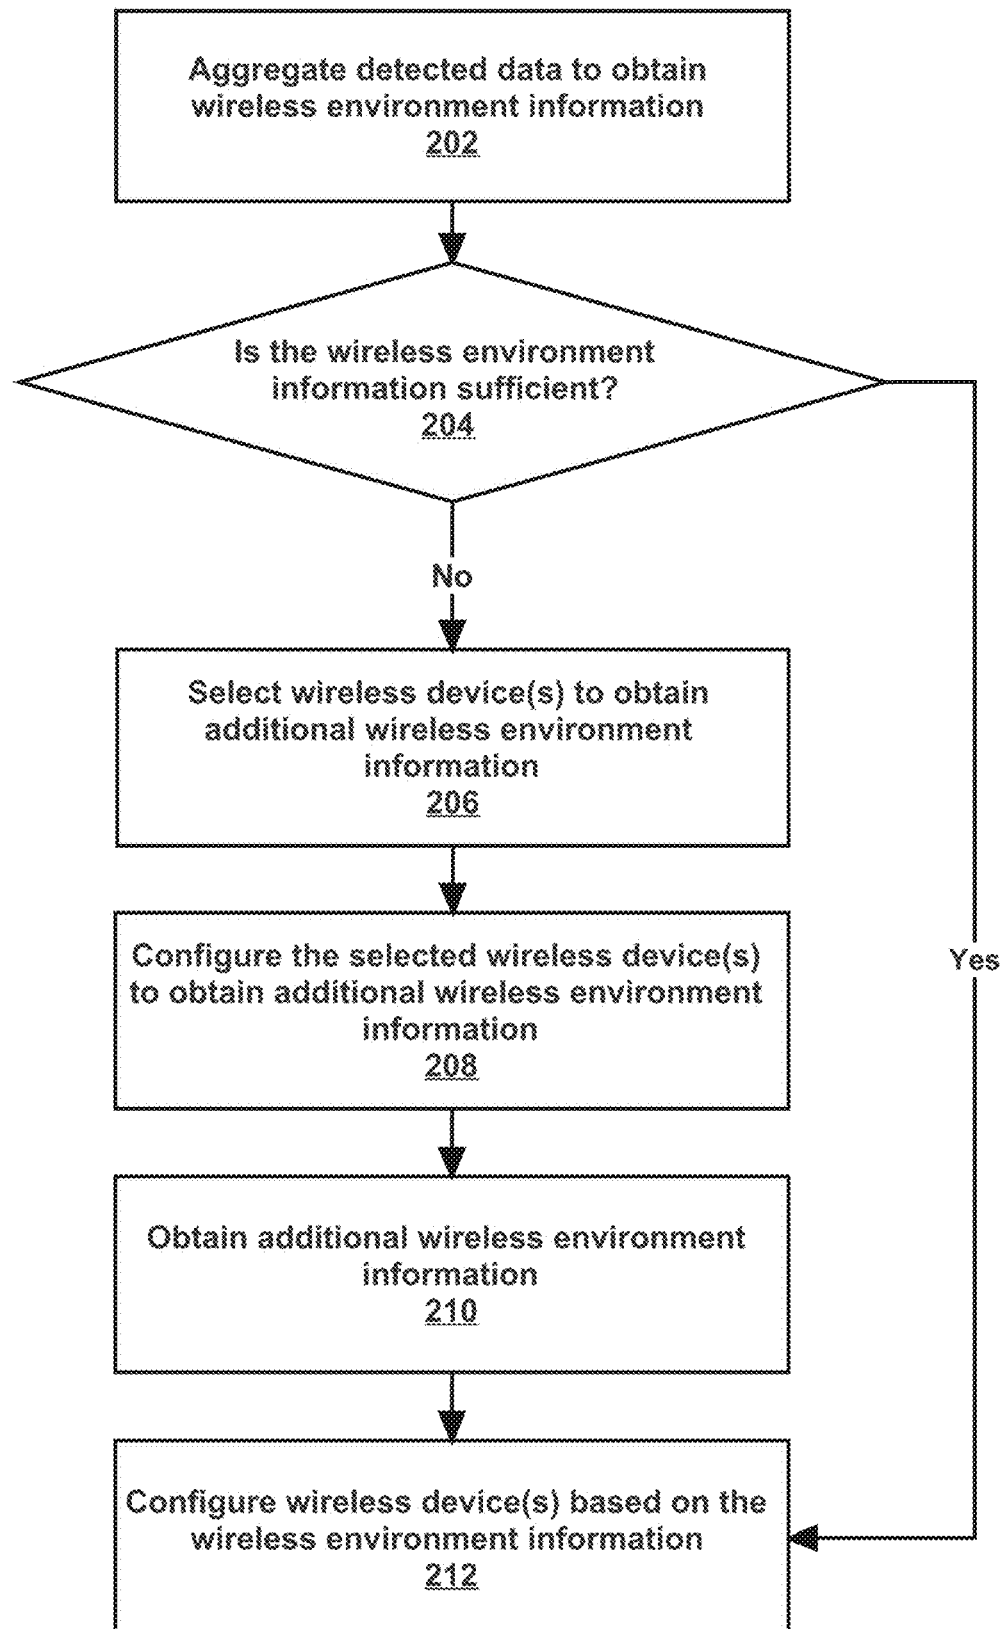 Aggregate detected data to obtain
wireless environment information
202
Is the wireless environment
information sufficient?
204
No
Select wireless device(s) to obtain
additional wireless environment
information
206
Configure the selected wireless device(s)
to obtain additional wireless environment
information
208
Yes
Obtain additional wireless environment
information
210
Configure wireless device(s) based on the
wireless environment information
212